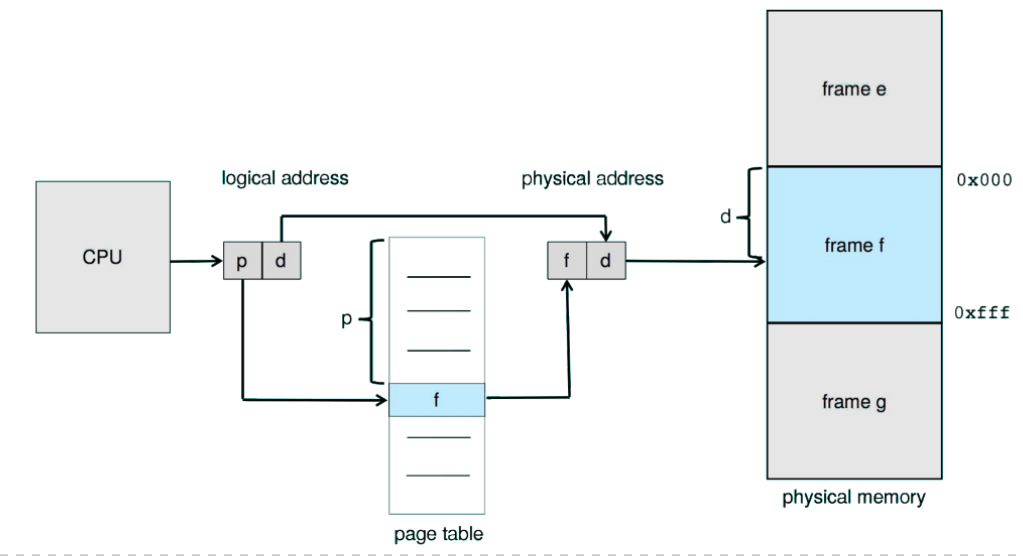 frame e
logical address
physical address
0x000
d
CPU
p d
f d
frame f
p
0xfff
f
frame g
physical memory
page table